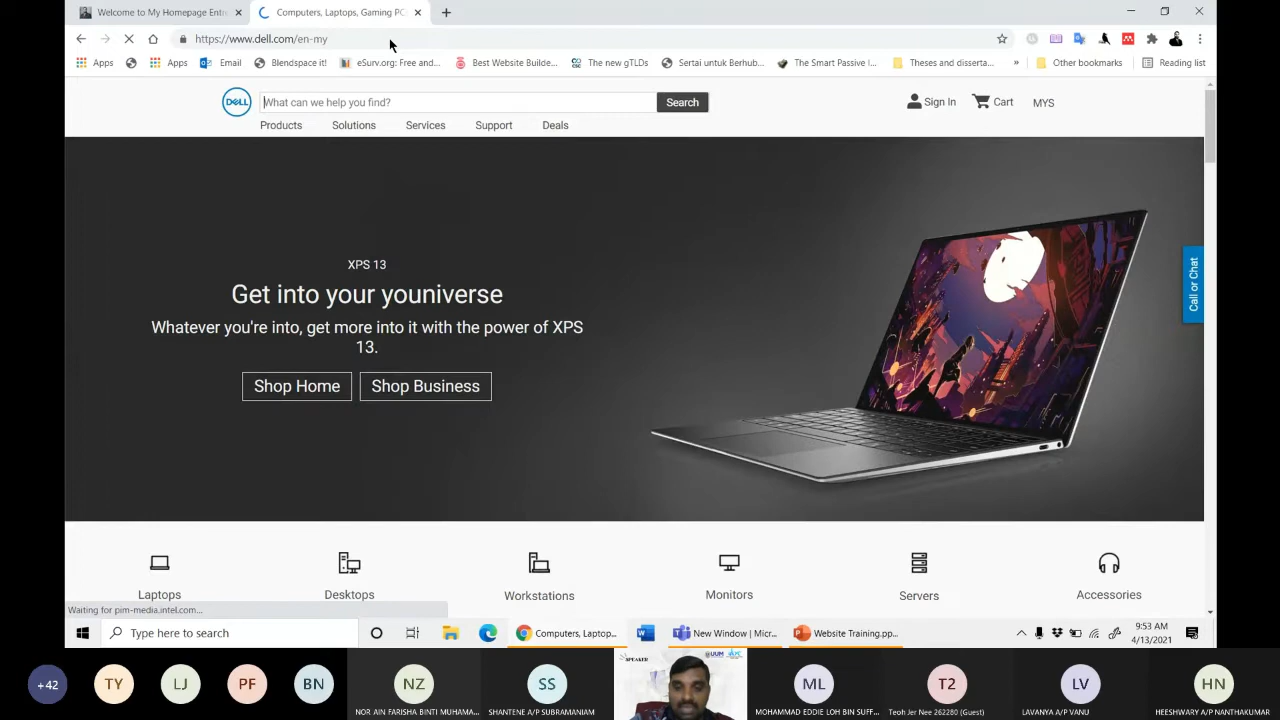 Welcome to My Homepage Entr
Computers, Laptops, Gaming PC
https://www.dell.com/en-my
Apps
Apps
Email
Blendspace it!
eSurv.org: Free and...
Best Website Builde...
The new gTLDs
Sertai untuk Berhub...
The Smart Passive I...
Theses and disserta...
»
Other bookmarks
Reading list
DELL
What can we help you find?
Search
Sign In
Cart
MYS
Products
Solutions
Services
Support
Deals
XPS 13
Get into your youniverse
Whatever you're into, get more into it with the power of XPS
13.
Shop Home
Shop Business
Call or Chat
Laptops
Desktops
Workstations
Monitors
Servers
Accessories
Waiting for pim-media.intel.com...
Type here to search
Computers, Laptop...
New Window | Micr...
Website Training.pp...
9:53 AM
4/13/2021
+42
TY
LJ
PF
BN
NZ
NOR AIN FARISHA BINTI MUHAMA...
SS
SHANTENE A/P SUBRAMANIAM
SPEAKER
UUM
ML
MOHAMMAD EDDIE LOH BIN SUFF...
T2
Teoh Jer Nee 262280 (Guest)
LV
LAVANYA A/P VANU
HN
HEESHWARY A/P NANTHAKUMAR